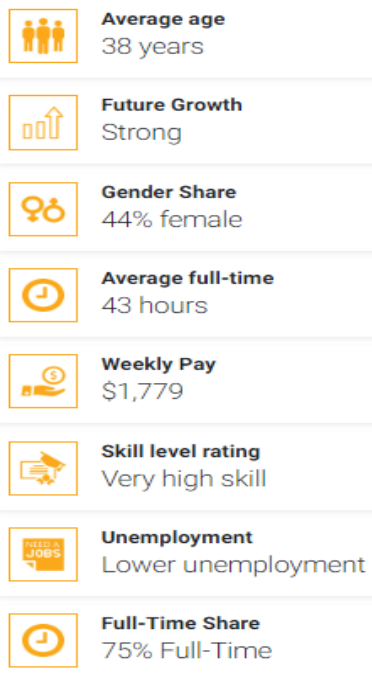 Average age
38 years
Future Growth
Strong
Gender Share
44% female
Average full-time
43 hours
Weekly Pay
$1,779
Skill level rating
Very high skill
NEED A
JOBS
Unemployment
Lower unemployment
Full-Time Share
75% Full-Time